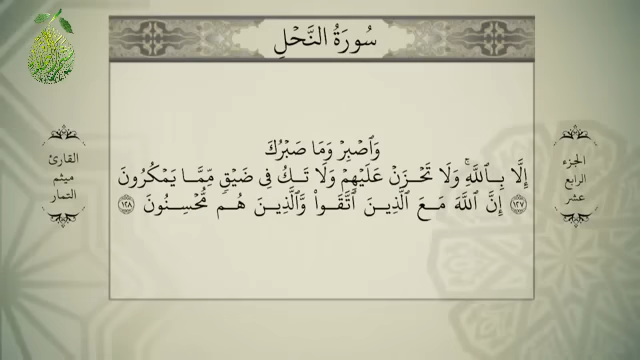 سُورَةُ النَّحْلِ
وَٱصْبِرْ وَمَا صَبْرُكَ
إِلَّا بِٱللَّهِ ۚ وَلَا تَحْزَنْ عَلَيْهِمْ وَلَا تَكُ فِى ضَيْقٍ مِّمَّا يَمْكُرُونَ
١٢٧ إِنَّ ٱللَّهَ مَعَ ٱلَّذِينَ ٱتَّقَوا۟ وَّٱلَّذِينَ هُم مُّحْسِنُونَ ١٢٨
الجزء
الرابع
عشر
القارئ
ميثم
التمار